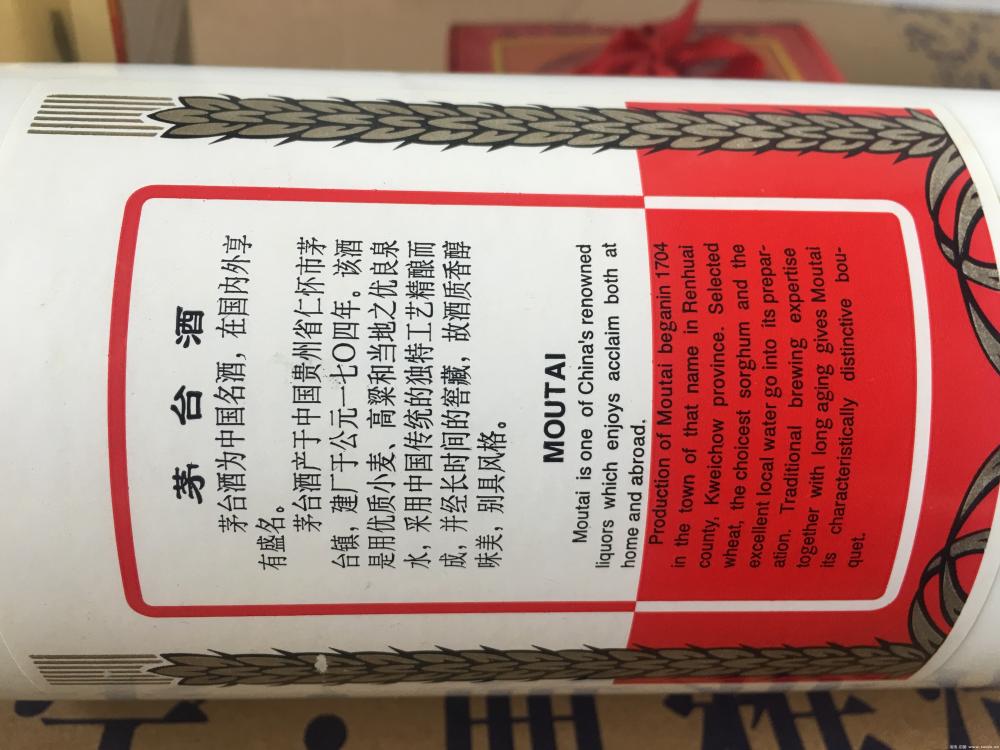 茅台酒
茅台酒为中国名酒，在国内外享
有盛名。
茅台酒产于中国贵州省仁怀市茅
台镇，建厂于公元一七〇四年。该酒
是用优质小麦、高粱和当地之优良泉
水，采用中国传统的独特工艺精酿而
成，并经长时间的窖藏，故酒质香醇
味美，别具风格。
MOUTAI
Moutai is one of China's renowned
liquors which enjoys acclaim both at
home and abroad.
Production of Moutai beganin 1704
in the town of that name in Renhuai
county, Kweichow province. Selected
wheat, the choicest sorghum and the
excellent local water go into its prepar-
ation. Traditional brewing expertise
together with long aging gives Moutai
its characteristically distinctive bou-
quet.